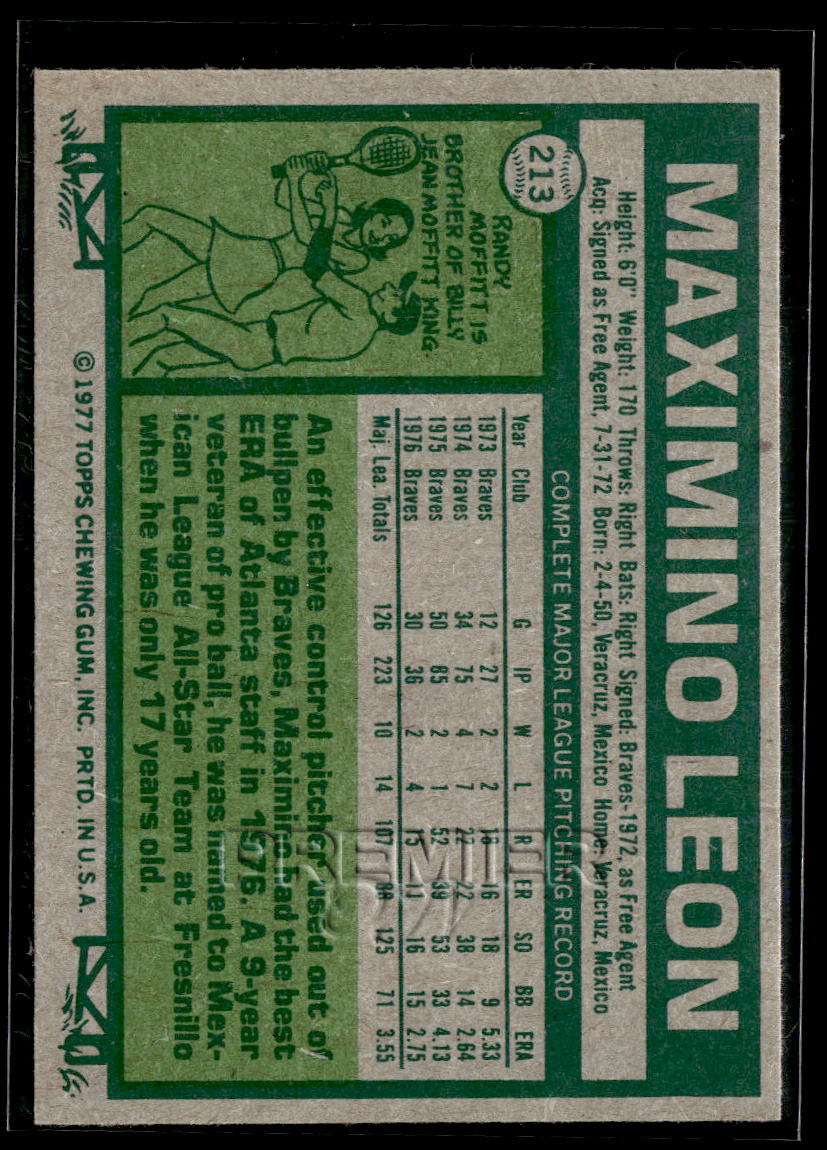 MAXIMINO LEON
Height: 6'0" Weight: 170 Throws: Right Bats: Right Signed: Braves-1972, as Free Agent
Acq: Signed as Free Agent, 7-31-72 Born: 2-4-50, Veracruz, Mexico Home: Veracruz, Mexico
213
COMPLETE MAJOR LEAGUE PITCHING RECORD
Year Club G IP W L R ER SO BB ERA
1973 Braves 12 27 2 2 18 16 18 9 5.33
1974 Braves 34 75 4 7 27 22 38 14 2.64
1975 Braves 50 85 2 1 52 39 53 33 4.13
1976 Braves 30 36 2 4 15 11 16 15 2.75
Maj. Lea. Totals 126 223 10 14 107 125 71 3.55
RANDY
MOFFITT IS
BROTHER OF BILLY
JEAN MOFFITT KING.
An effective control pitcher used out of
bullpen by Braves, Maximino had the best
ERA of Atlanta staff in 1976. A 9-year
veteran of pro ball, he was named to Mex-
ican League All-Star Team at Fresnillo
when he was only 17 years old.
© 1977 TOPPS CHEWING GUM, INC. PRTD. IN U.S.A.
PREMIER